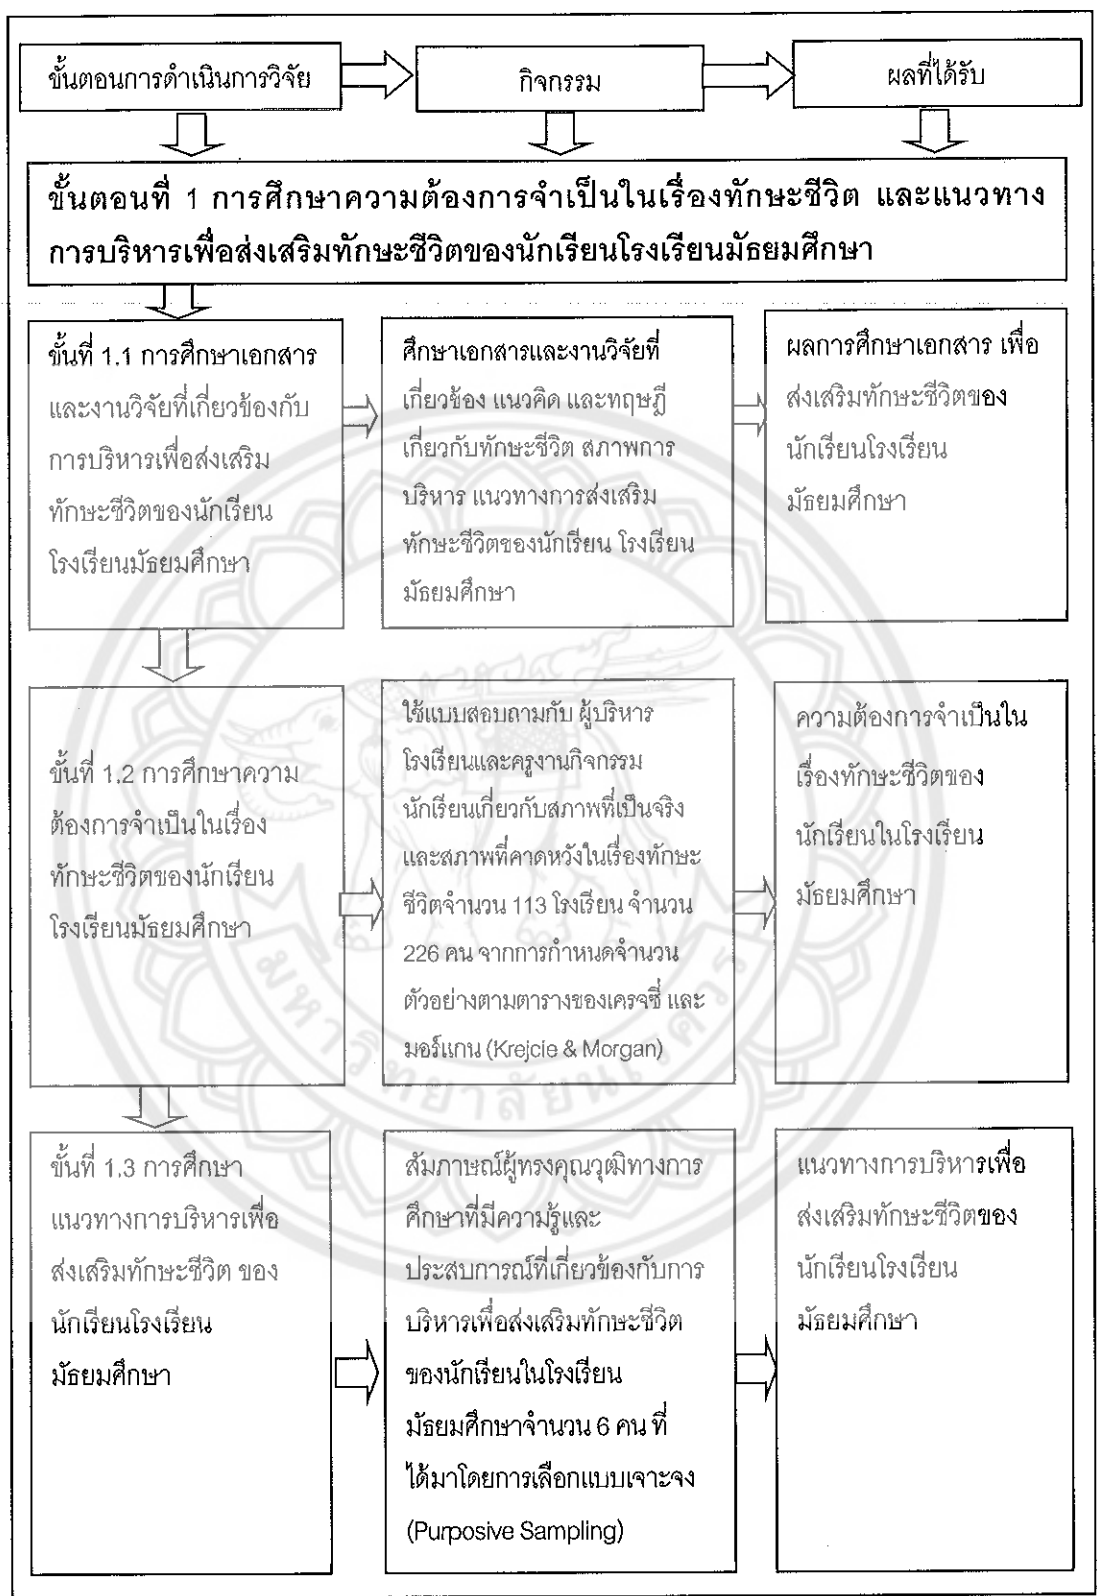 ขั้นตอนการดำเนินการวิจัย
กิจกรรม
ผลที่ได้รับ
ขั้นตอนที่ 1 การศึกษาความต้องการจำเป็นในเรื่องทักษะชีวิต และแนวทาง
การบริหารเพื่อส่งเสริมทักษะชีวิตของนักเรียนโรงเรียนมัธยมศึกษา
ขั้นที่ 1.1 การศึกษาเอกสาร
และงานวิจัยที่เกี่ยวข้องกับ
การบริหารเพื่อส่งเสริม
ทักษะชีวิตของนักเรียน
โรงเรียนมัธยมศึกษา
ศึกษาเอกสารและงานวิจัยที่
เกี่ยวข้อง แนวคิด และทฤษฎี
เกี่ยวกับทักษะชีวิต สภาพการ
บริหาร แนวทางการส่งเสริม
ทักษะชีวิตของนักเรียน โรงเรียน
มัธยมศึกษา
ผลการศึกษาเอกสาร เพื่อ
ส่งเสริมทักษะชีวิตของ
นักเรียนโรงเรียน
มัธยมศึกษา
ขั้นที่ 1.2 การศึกษาความ
ต้องการจำเป็นในเรื่อง
ทักษะชีวิตของนักเรียน
โรงเรียนมัธยมศึกษา
ใช้แบบสอบถามกับ ผู้บริหาร
โรงเรียนและครูงานกิจกรรม
นักเรียนเกี่ยวกับสภาพที่เป็นจริง
และสภาพที่คาดหวังในเรื่องทักษะ
ชีวิตจำนวน 113 โรงเรียน จำนวน
226 คน จากการกำหนดจำนวน
ตัวอย่างตามตารางของเครจซี่ และ
มอร์แกน (Krejcie & Morgan)
ความต้องการจำเป็นใน
เรื่องทักษะชีวิตของ
นักเรียนในโรงเรียน
มัธยมศึกษา
ขั้นที่ 1.3 การศึกษา
แนวทางการบริหารเพื่อ
ส่งเสริมทักษะชีวิต ของ
นักเรียนโรงเรียน
มัธยมศึกษา
สัมภาษณ์ผู้ทรงคุณวุฒิทางการ
ศึกษาที่มีความรู้และ
ประสบการณ์ที่เกี่ยวข้องกับการ
บริหารเพื่อส่งเสริมทักษะชีวิต
ของนักเรียนในโรงเรียน
มัธยมศึกษาจำนวน 6 คน ที่
ได้มาโดยการเลือกแบบเจาะจง
(Purposive Sampling)
แนวทางการบริหารเพื่อ
ส่งเสริมทักษะชีวิตของ
นักเรียนโรงเรียน
มัธยมศึกษา
มหาวิทยาลัยนเรศวร